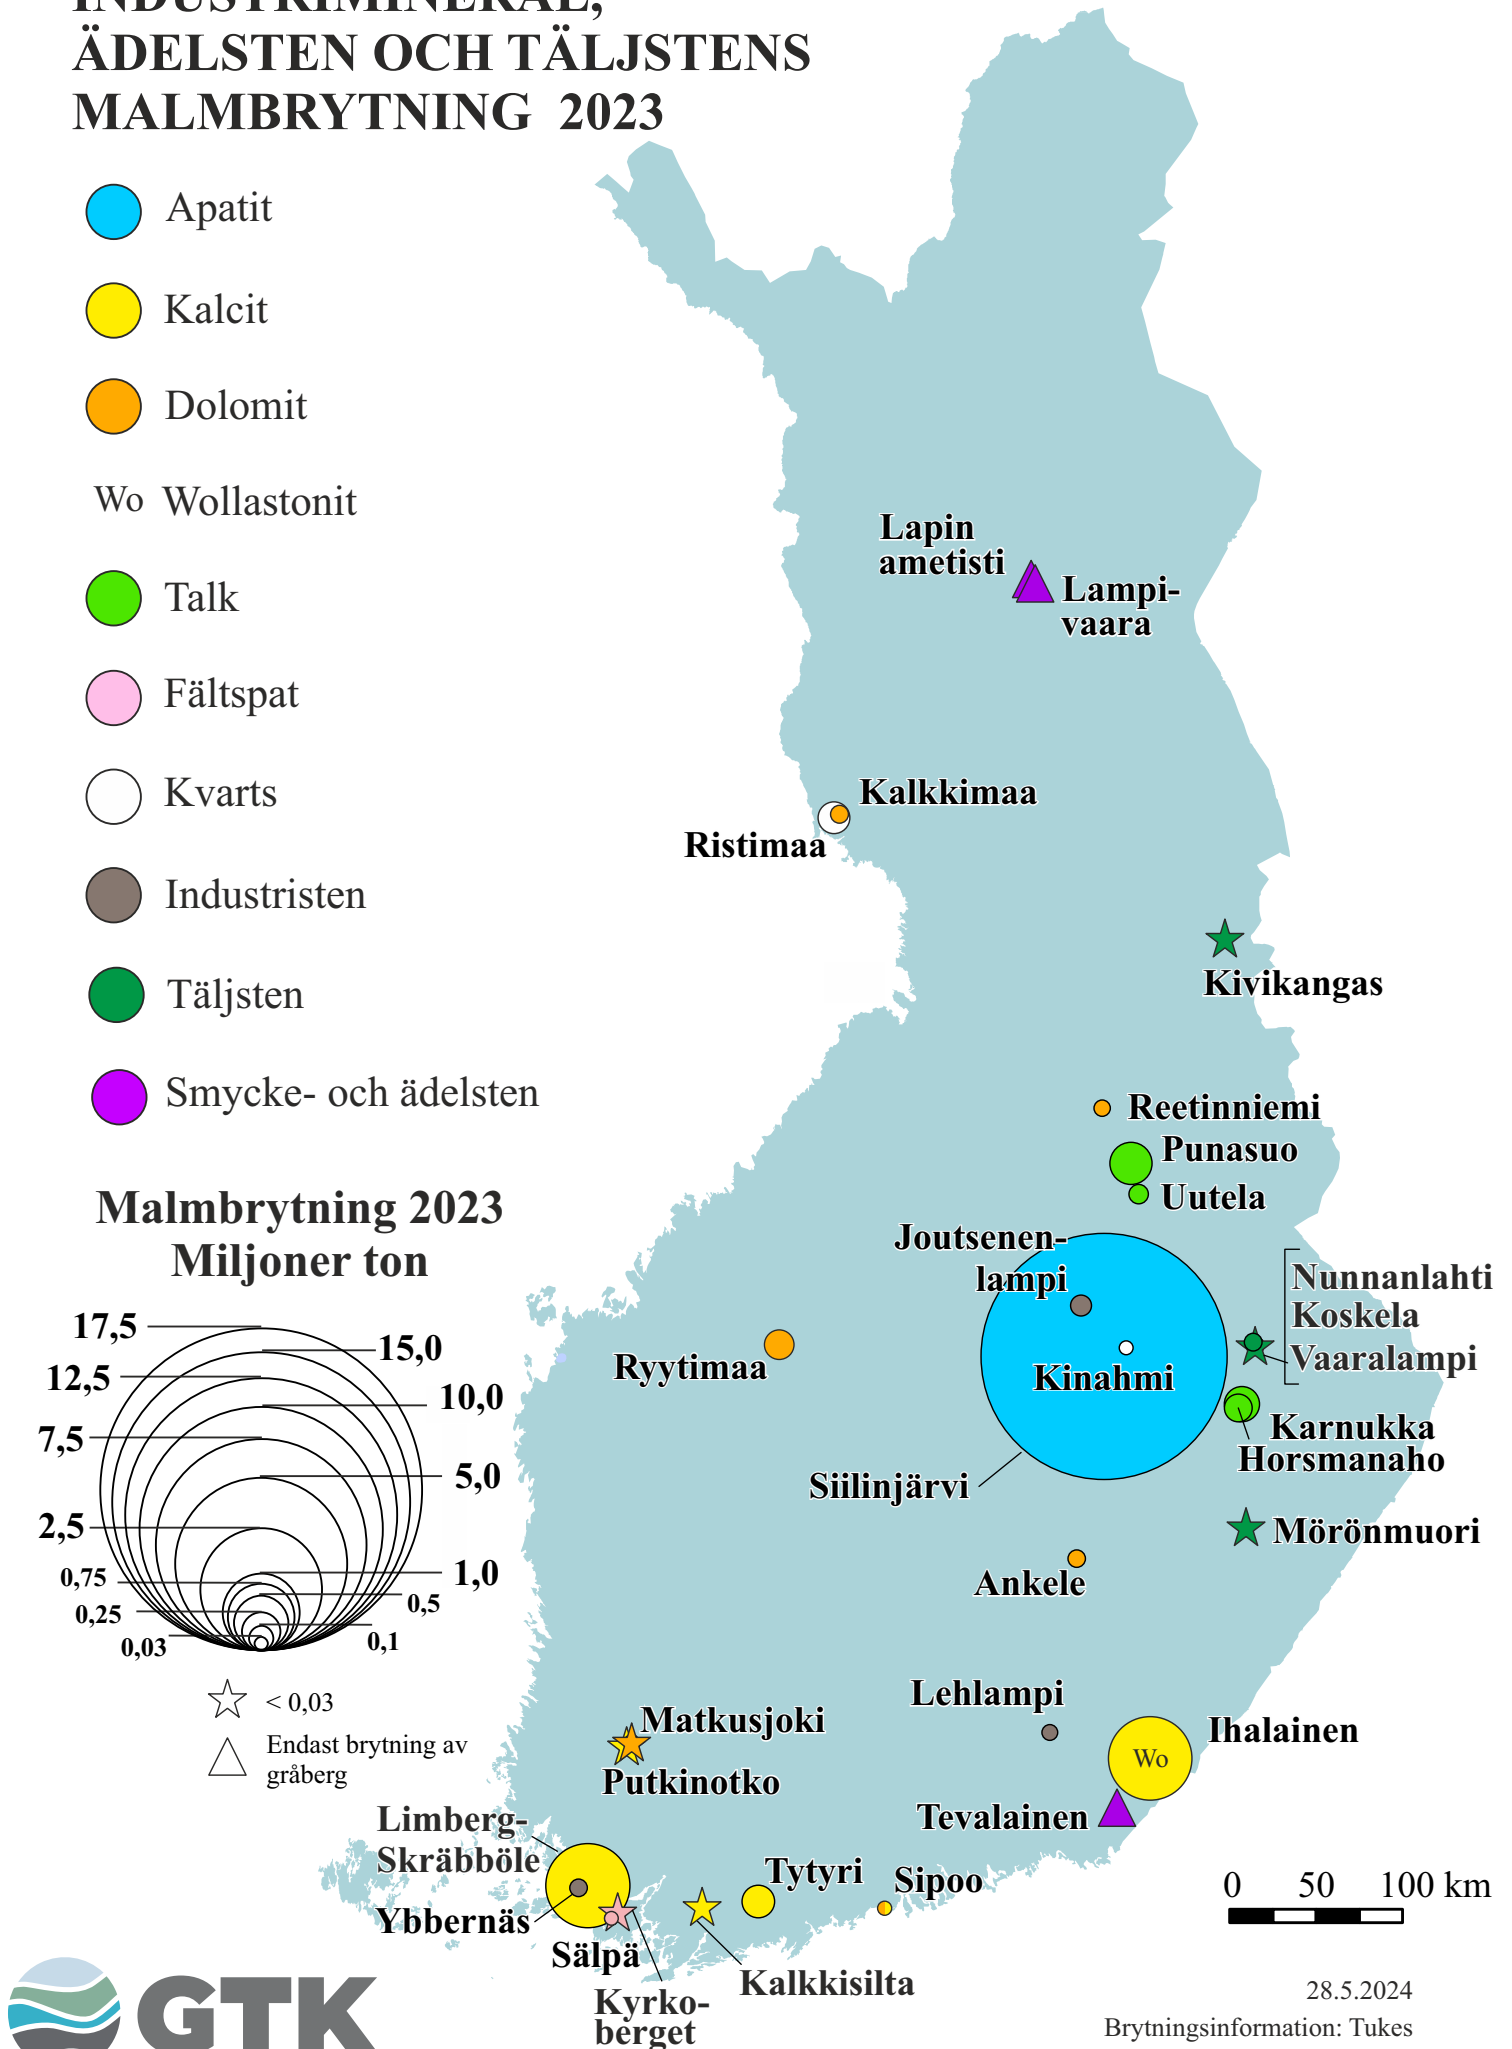 INDUSTRIMINERAL,
ÄDELSTEN OCH TÄLJSTENS
MALMBRYTNING 2023
Apatit
Kalcit
Dolomit
Wo Wollastonit
Talk
Fältspat
Kvarts
Industristen
Täljsten
Smycke- och ädelsten
Malmbrytning 2023
Miljoner ton
17,5
15,0
12,5
10,0
7,5
5,0
2,5
1,0
0,75
0,5
0,25
0,1
0,03
< 0,03
Endast brytning av
gråberg
Lapin
ametisti
Lampi-
vaara
Kalkkimaa
Ristimaa
Kivikangas
Reetinniemi
Punasuo
Uutela
Joutsenen-
lampi
Nunnanlahti
Koskela
Vaaralampi
Ryytimaa
Kinahmi
Karnukka
Horsmanaho
Siilinjärvi
Mörönmuori
Ankele
Lehlampi
Matkusjoki
Putkinotko
Ihalainen
Wo
Tevalainen
Limberg-
Skräbböle
Ybbernäs
Sälpä
Tytyri
Sipoo
Kyrko-
berget
Kalkkisilta
0 50 100 km
28.5.2024
Brytningsinformation: Tukes
GTK